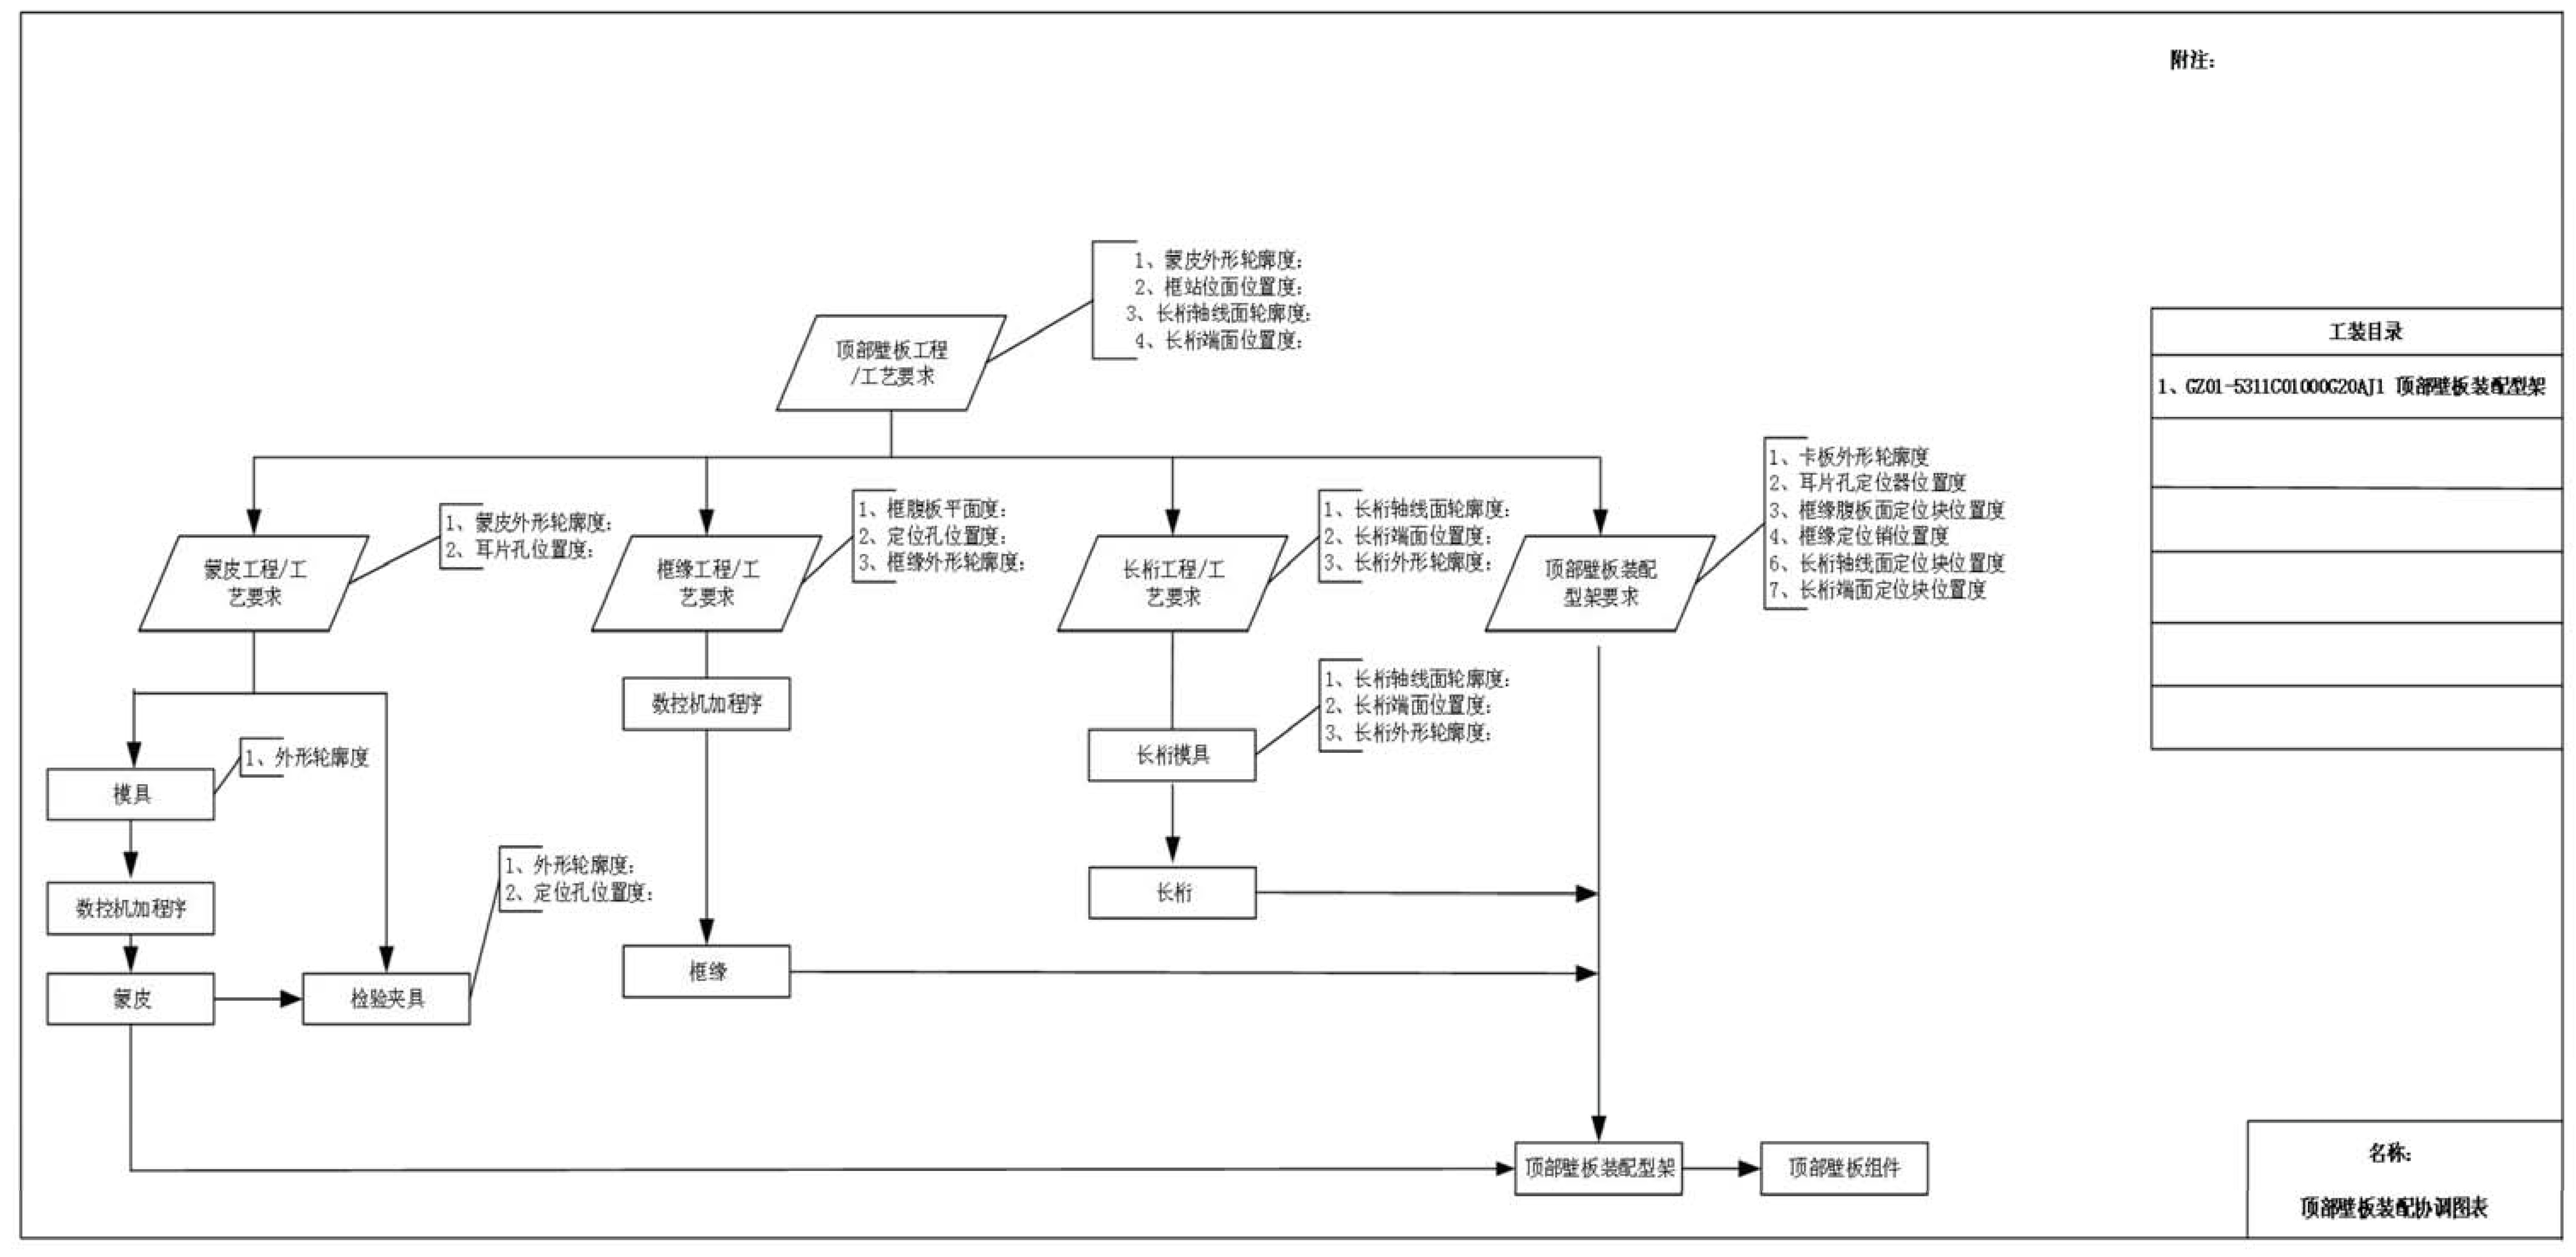 附注:
1、蒙皮外形轮廓度;
2、框站位面位置度;
3、长桁轴线面轮廓度;
4、长桁端面位置度;
顶部壁板工程
/工艺要求
工装目录
1、GZ01-5311C01000G20AJ1 顶部壁板装配型架
1、蒙皮外形轮廓度;
2、耳片孔位置度;
蒙皮工程/工
艺要求
1、框腹板平面度;
2、定位孔位置度;
3、框缘外形轮廓度;
框缘工程/工
艺要求
1、长桁轴线面轮廓度;
2、长桁端面位置度;
3、长桁外形轮廓度;
长桁工程/工
艺要求
1、卡板外形轮廓度
2、耳片孔定位器位置度
3、框缘腹板面定位块位置度
4、框缘定位销位置度
6、长桁轴线面定位块位置度
7、长桁端面定位块位置度
顶部壁板装配
型架要求
数控机加程序
1、长桁轴线面轮廓度;
2、长桁端面位置度;
3、长桁外形轮廓度;
长桁模具
1、外形轮廓度
模具
1、外形轮廓度;
2、定位孔位置度;
数控机加程序
长桁
框缘
蒙皮
检验夹具
顶部壁板装配型架
顶部壁板组件
名称:
顶部壁板装配协调图表